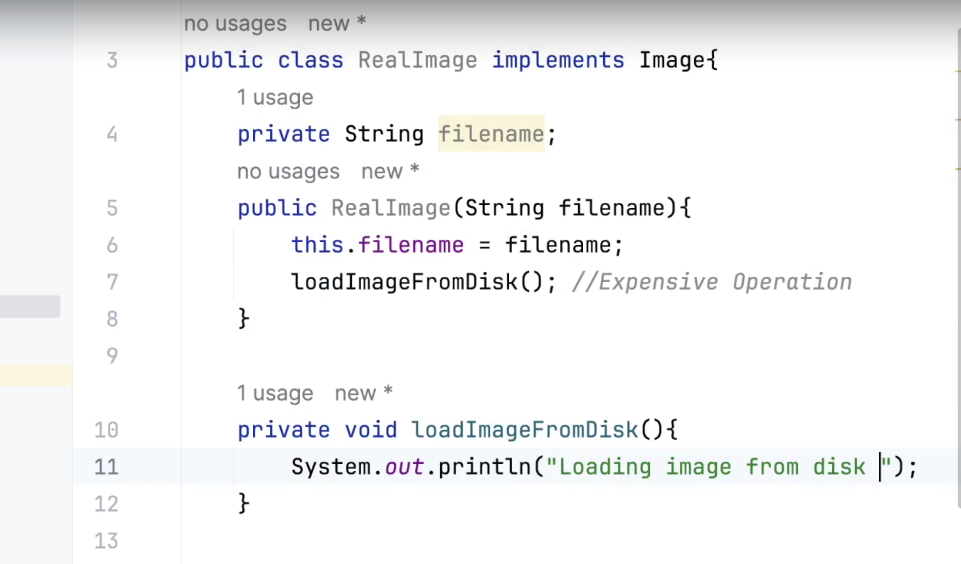 no usages   new *
3 public class RealImage implements Image{
1 usage
4 private String filename;
no usages   new *
5 public RealImage(String filename){
6 this.filename = filename;
7 loadImageFromDisk(); //Expensive Operation
8 }
9
1 usage   new *
10 private void loadImageFromDisk(){
11 System.out.println("Loading image from disk ");
12 }
13